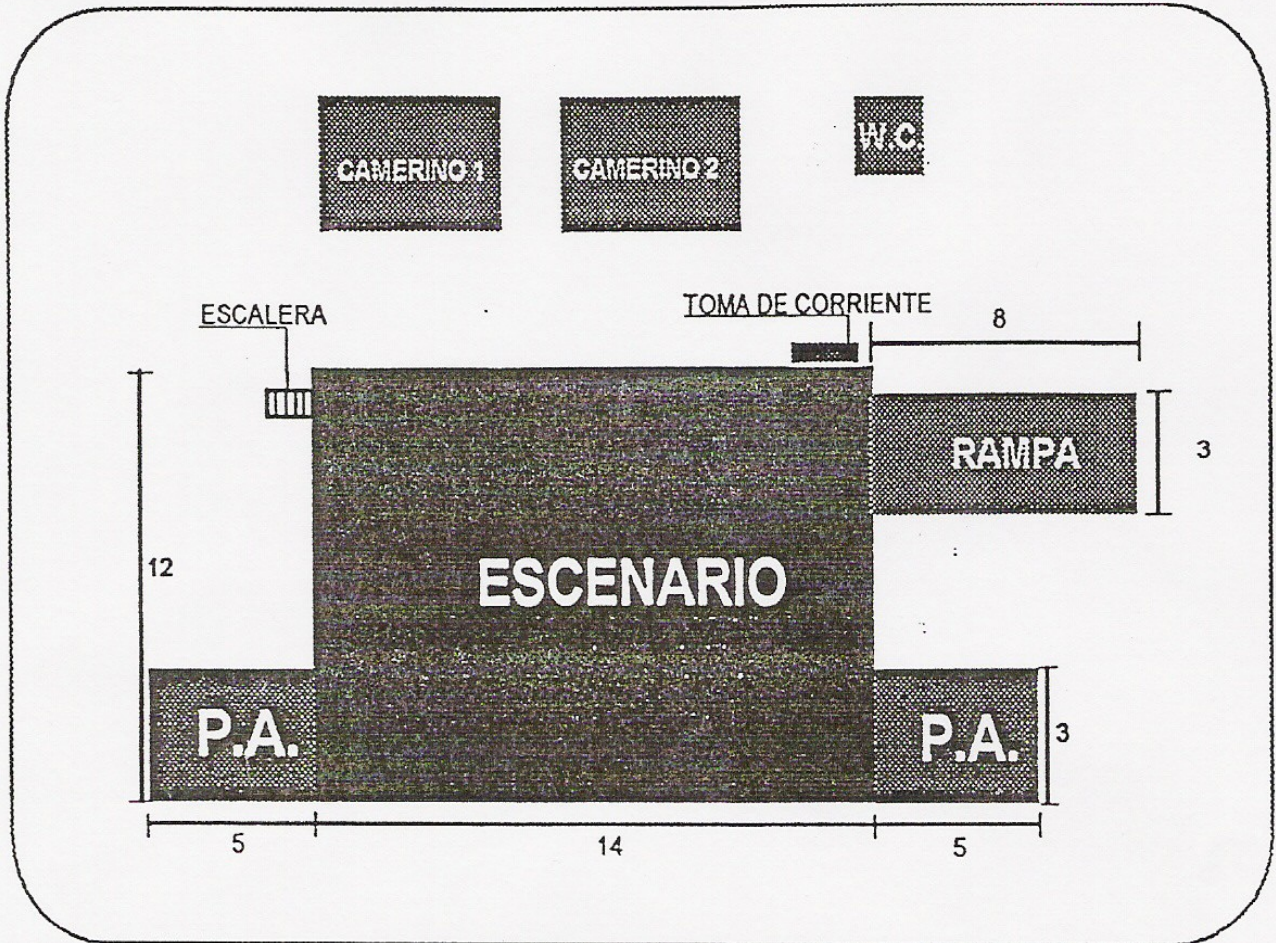 CAMERINO 1
CAMERINO 2
W.C.
ESCALERA
TOMA DE CORRIENTE
8
RAMPA
3
12
ESCENARIO
P.A.
P.A.
3
5
14
5